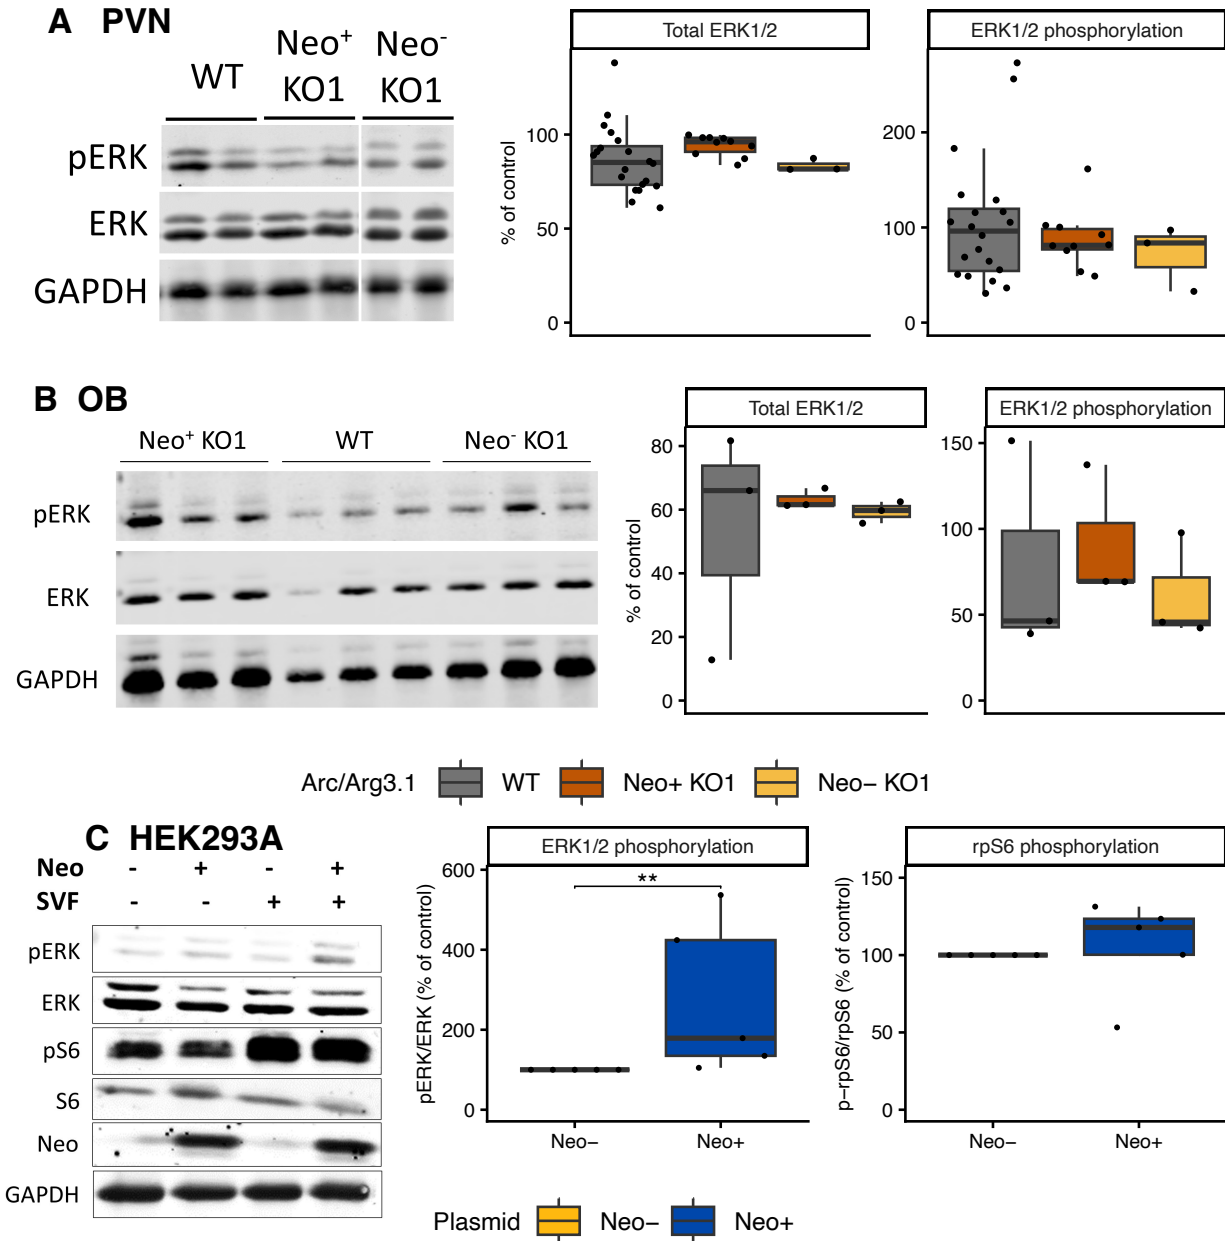 A PVN
WT
Neo+ KO1
Neo- KO1
pERK
ERK
GAPDH
Total ERK1/2
% of control
100
50
0
ERK1/2 phosphorylation
200
100
0
B OB
Neo+ KO1
WT
Neo- KO1
pERK
ERK
GAPDH
Total ERK1/2
% of control
80
60
40
20
0
ERK1/2 phosphorylation
150
100
50
0
Arc/Arg3.1
WT
Neo+ KO1
Neo− KO1
C HEK293A
Neo - + - +
SVF - - + +
pERK
ERK
pS6
S6
Neo
GAPDH
ERK1/2 phosphorylation
pERK/ERK (% of control)
600
400
200
0
**
Neo−
Neo+
rpS6 phosphorylation
p−rpS6/rpS6 (% of control)
150
100
50
0
Neo−
Neo+
Plasmid
Neo−
Neo+